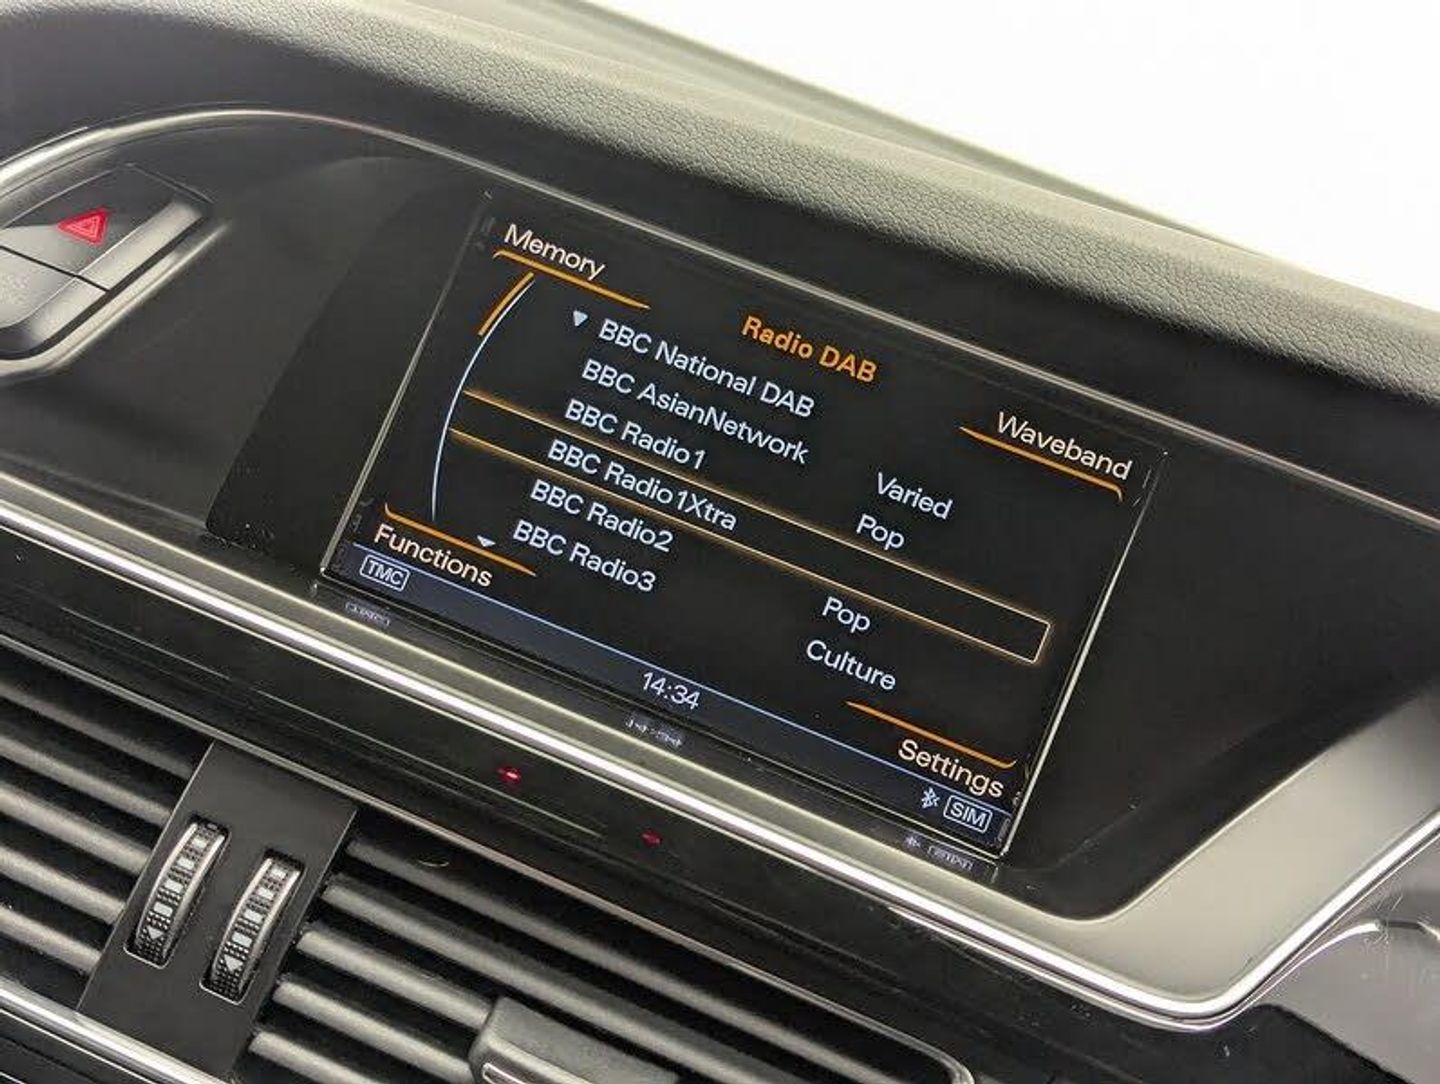 Memory
Radio DAB
Waveband
BBC National DAB
BBC AsianNetwork Varied
BBC Radio1 Pop
BBC Radio1Xtra
BBC Radio2 Pop
BBC Radio3 Culture
Functions
Settings
TMC
14:34
SIM